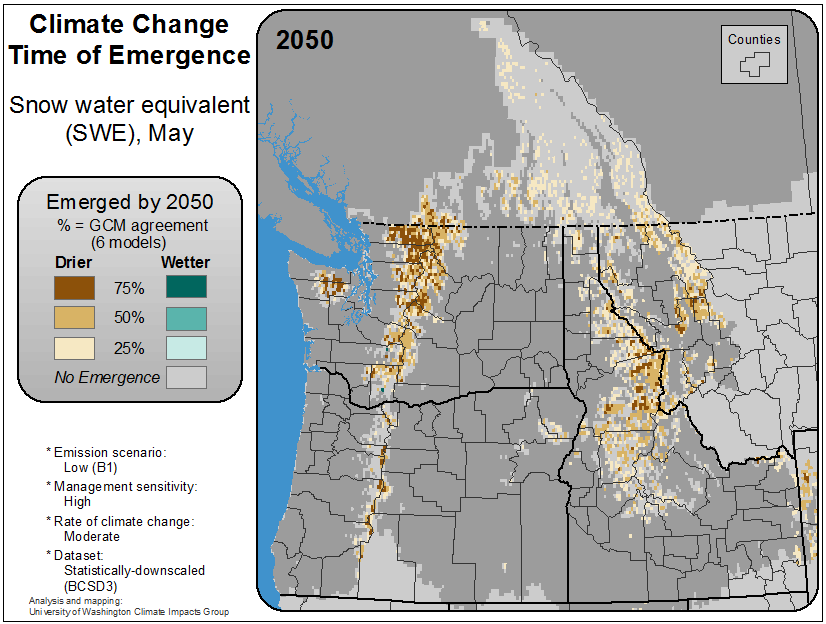 Climate Change
Time of Emergence
Snow water equivalent
(SWE), May
Emerged by 2050
% = GCM agreement
(6 models)
Drier Wetter
75%
50%
25%
No Emergence
* Emission scenario:
Low (B1)
* Management sensitivity:
High
* Rate of climate change:
Moderate
* Dataset:
Statistically-downscaled
(BCSD3)
Analysis and mapping:
University of Washington Climate Impacts Group
2050
Counties